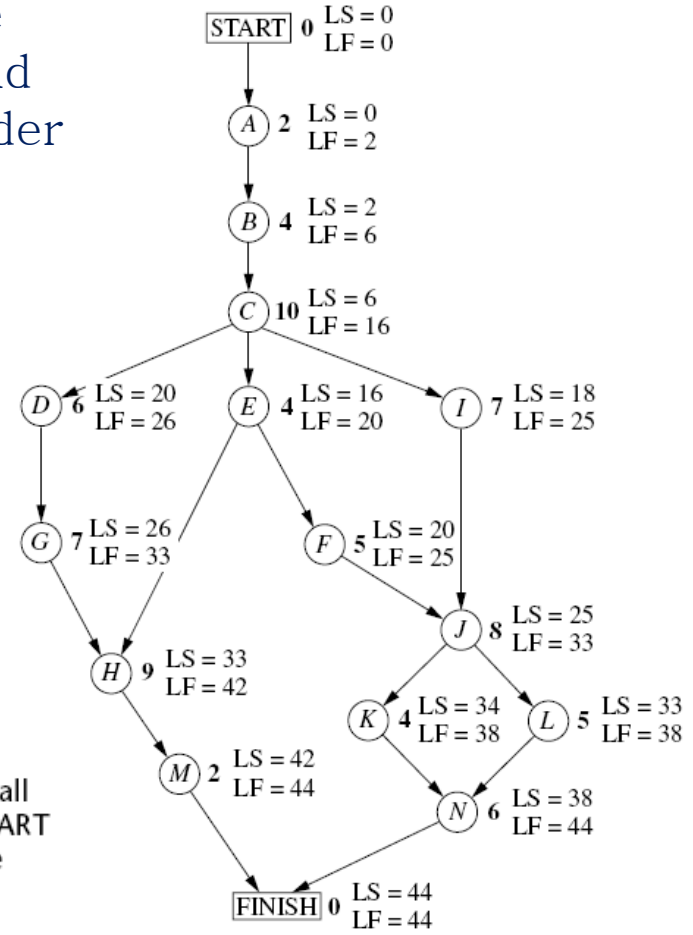 START 0 LS = 0
LF = 0
A 2 LS = 0
LF = 2
B 4 LS = 2
LF = 6
C 10 LS = 6
LF = 16
D 6 LS = 20
LF = 26
E 4 LS = 16
LF = 20
I 7 LS = 18
LF = 25
G 7 LS = 26
LF = 33
F 5 LS = 20
LF = 25
J 8 LS = 25
LF = 33
H 9 LS = 33
LF = 42
K 4 LS = 34
LF = 38
L 5 LS = 33
LF = 38
M 2 LS = 42
LF = 44
N 6 LS = 38
LF = 44
all
FINISH 0 LS = 44
LF = 44